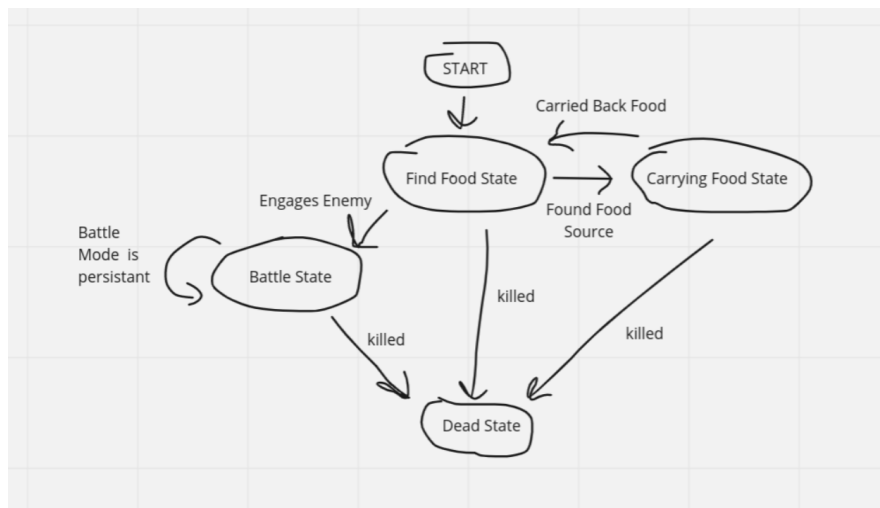 START
Carried Back Food
Find Food State
Carrying Food State
Engages Enemy
Found Food
Source
Battle
Mode is
persistant
Battle State
killed
killed
killed
Dead State